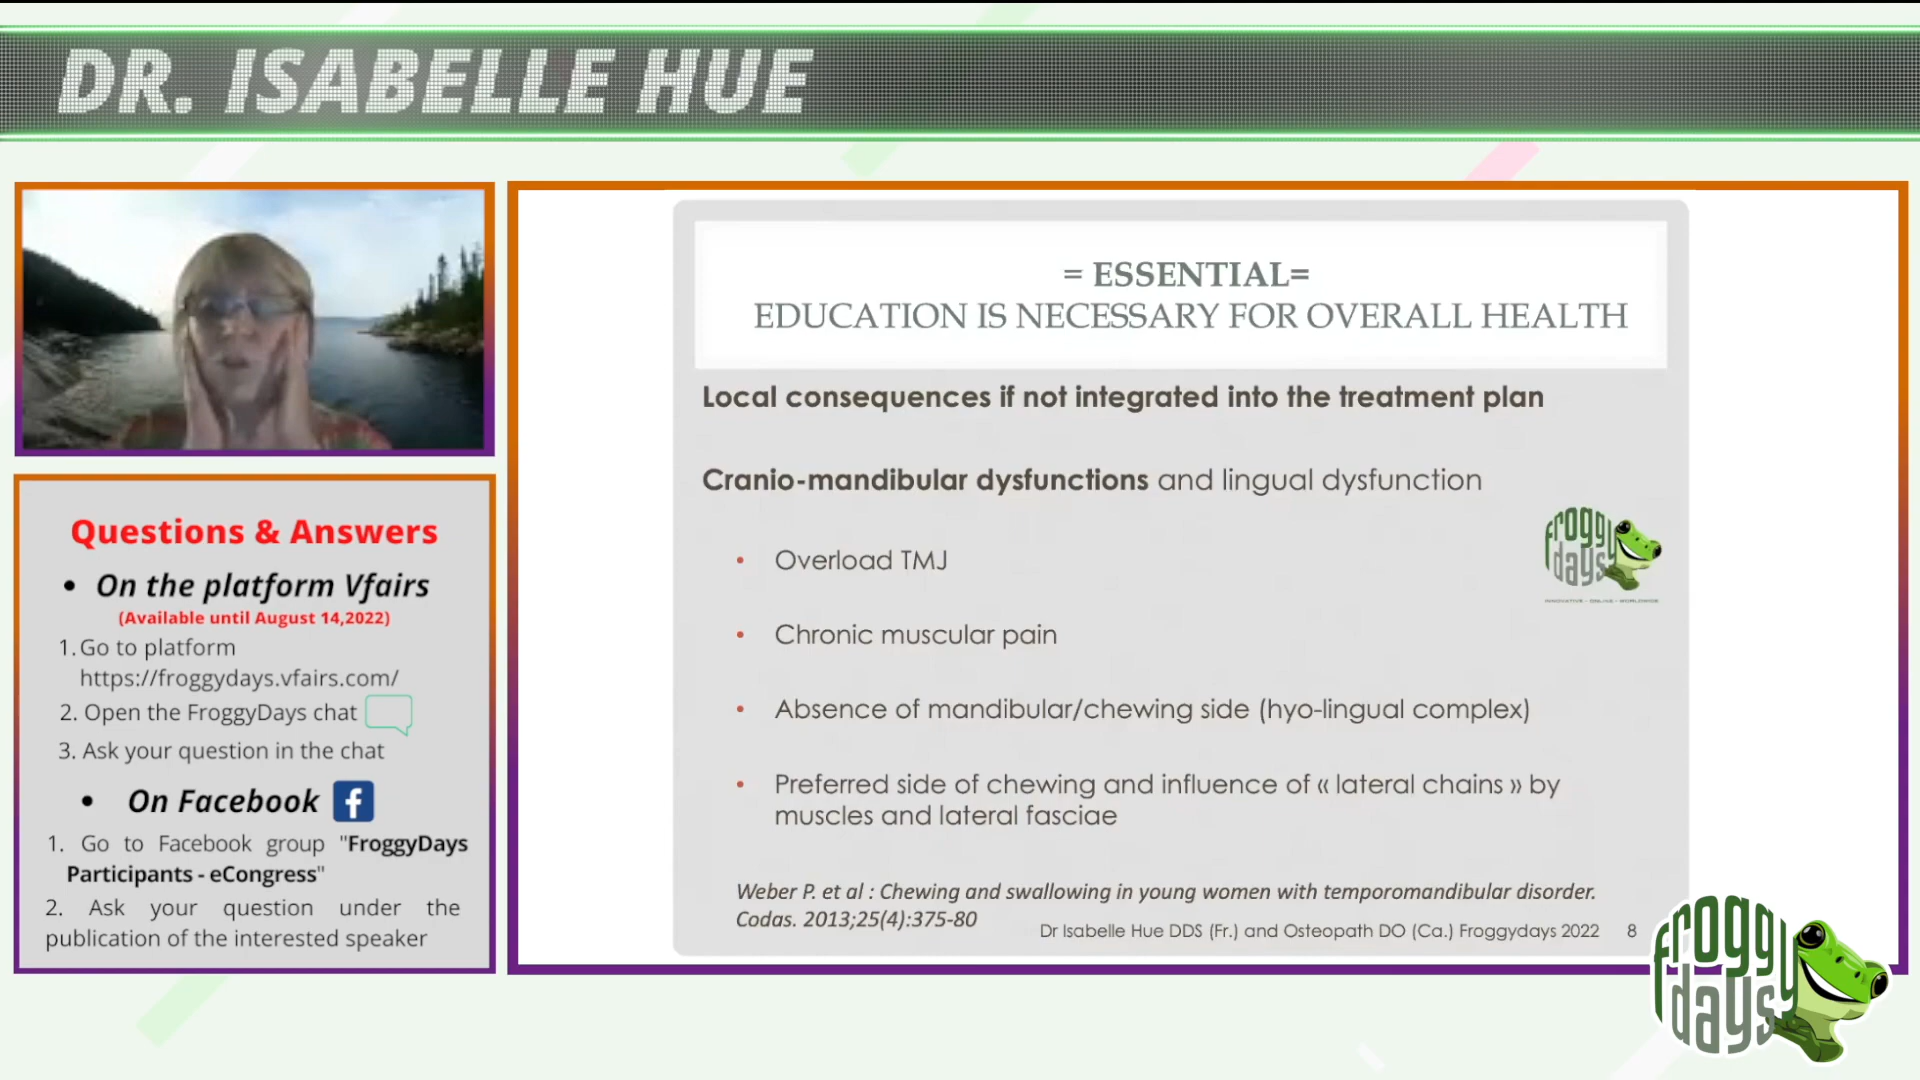 DR. ISABELLE HUE
= ESSENTIAL=
EDUCATION IS NECESSARY FOR OVERALL HEALTH
Local consequences if not integrated into the treatment plan
Cranio-mandibular dysfunctions and lingual dysfunction
• Overload TMJ
• Chronic muscular pain
• Absence of mandibular/chewing side (hyo-lingual complex)
• Preferred side of chewing and influence of « lateral chains » by
muscles and lateral fasciae
Weber P. et al : Chewing and swallowing in young women with temporomandibular disorder.
Codas. 2013;25(4):375-80
Dr Isabelle Hue DDS (Fr.) and Osteopath DO (Ca.) Froggydays 2022 8
froggy
days
INNOVATIVE - ONLINE - WORLDWIDE
Questions & Answers
• On the platform Vfairs
(Available until August 14,2022)
1. Go to platform
https://froggydays.vfairs.com/
2. Open the FroggyDays chat
3. Ask your question in the chat
• On Facebook f
1. Go to Facebook group "FroggyDays
Participants - eCongress"
2. Ask your question under the
publication of the interested speaker
froggy
days